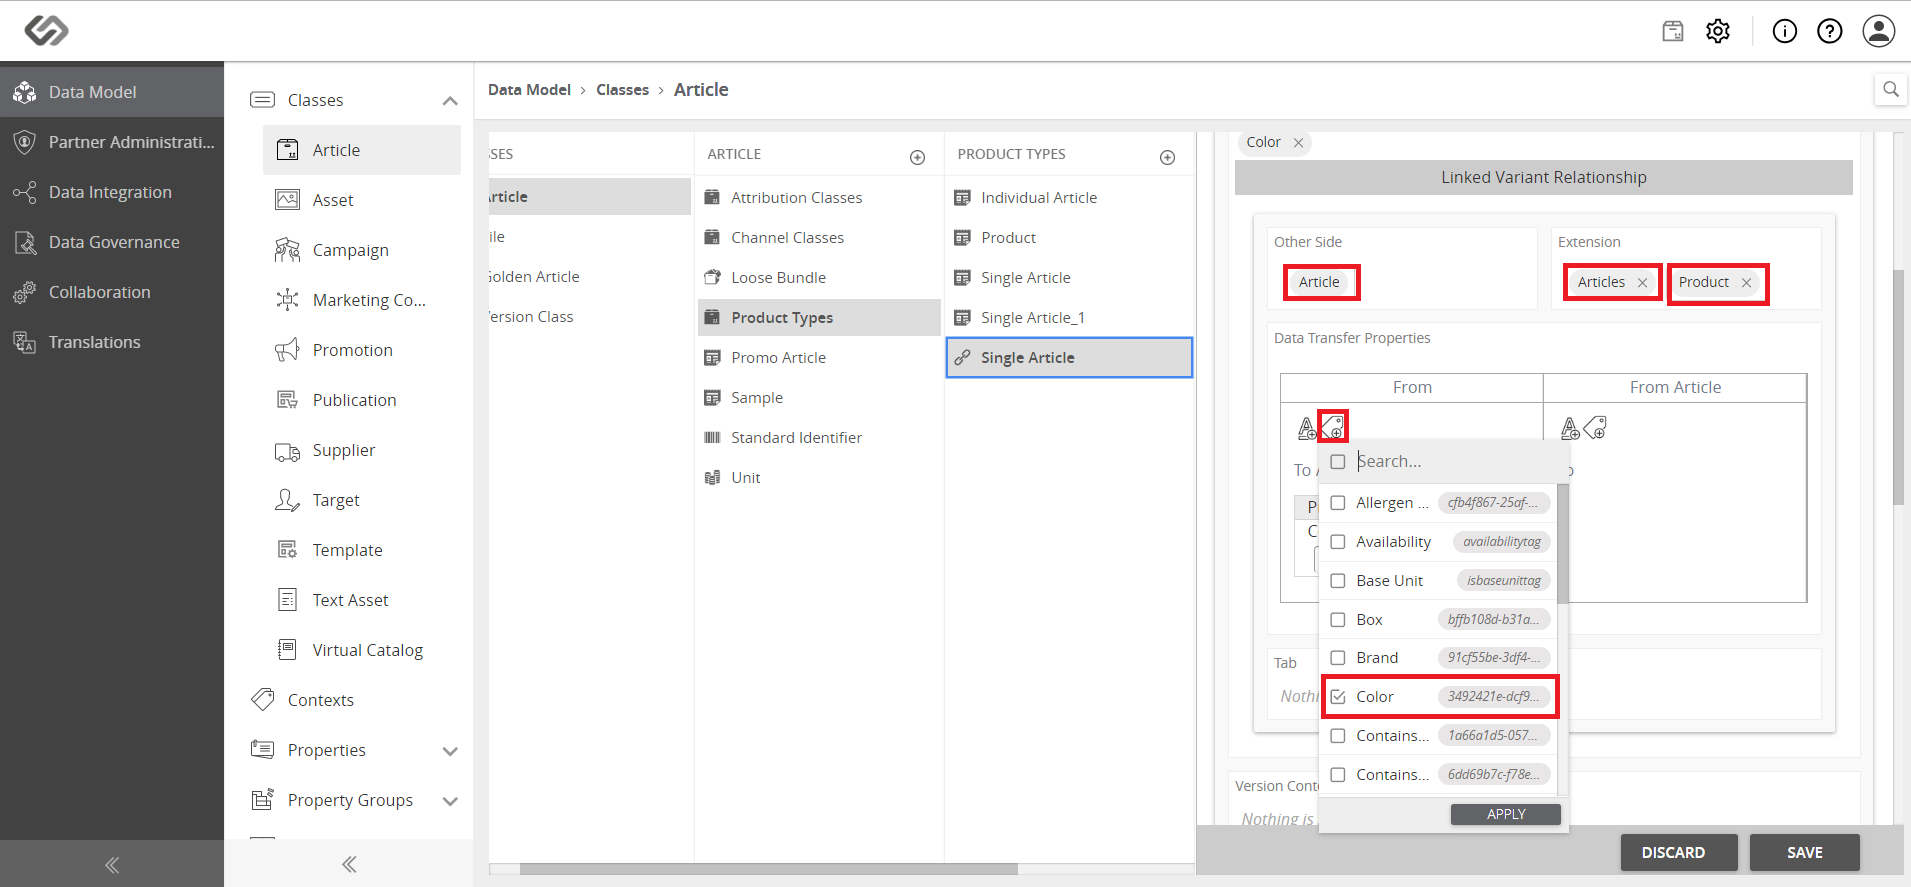 Data Model
Partner Administrati...
Data Integration
Data Governance
Collaboration
Translations
Classes
Article
Asset
Campaign
Marketing Co...
Promotion
Publication
Supplier
Target
Template
Text Asset
Virtual Catalog
Contexts
Properties
Property Groups
Data Model > Classes > Article
SSES
Article
ile
Golden Article
Version Class
ARTICLE
Attribution Classes
Channel Classes
Loose Bundle
Product Types
Promo Article
Sample
Standard Identifier
Unit
PRODUCT TYPES
Individual Article
Product
Single Article
Single Article_1
Single Article
Color
Linked Variant Relationship
Other Side
Article
Extension
Articles
Product
Data Transfer Properties
From
From Article
To
Search...
Allergen ... cfb4f867-25af-...
Availability availabilitytag
Base Unit isbaseunittag
Box bffb108d-b31a...
Brand 91cf55be-3df4-...
Color 3492421e-dcf9...
Contains... 1a66a1d5-057...
Contains... 6dd69b7c-f78e...
APPLY
Tab
Nothi
Version Conte
Nothing is
DISCARD
SAVE